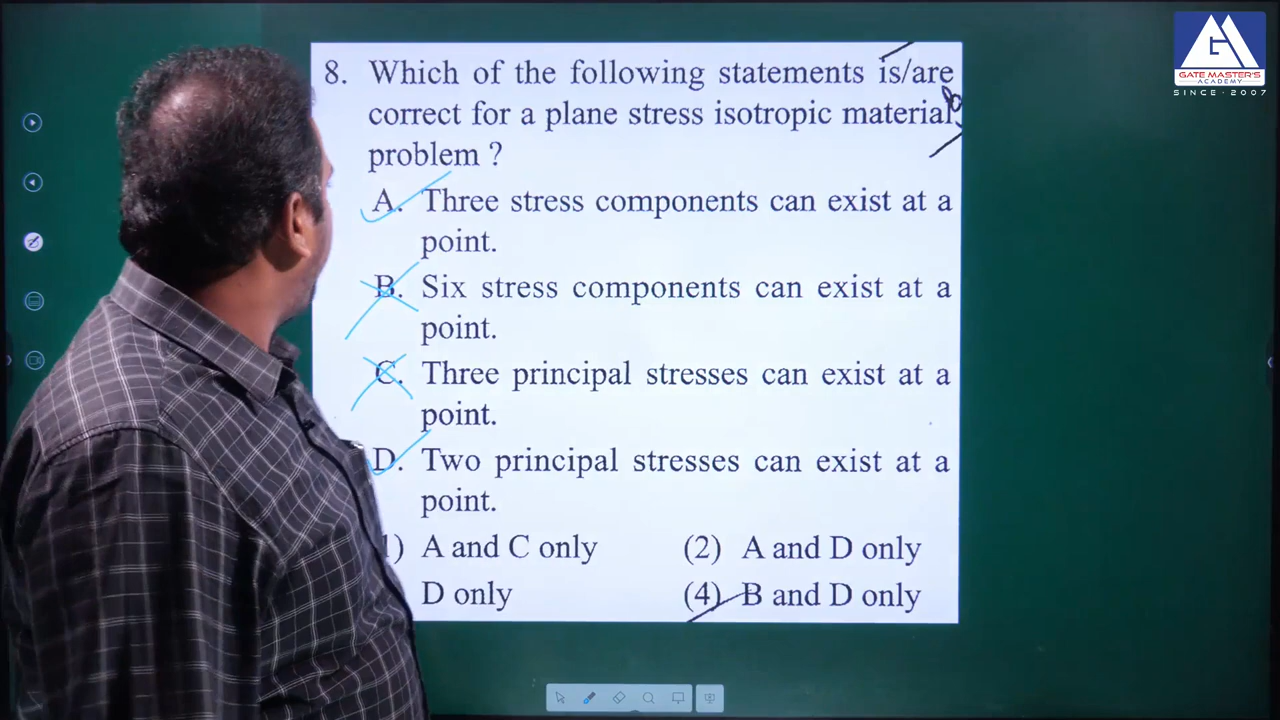 GATE MASTER'S
ACADEMY
SINCE - 2007
8. Which of the following statements is/are
correct for a plane stress isotropic material
problem ?
A. Three stress components can exist at a
point.
B. Six stress components can exist at a
point.
C. Three principal stresses can exist at a
point.
D. Two principal stresses can exist at a
point.
1) A and C only (2) A and D only
D only (4) B and D only